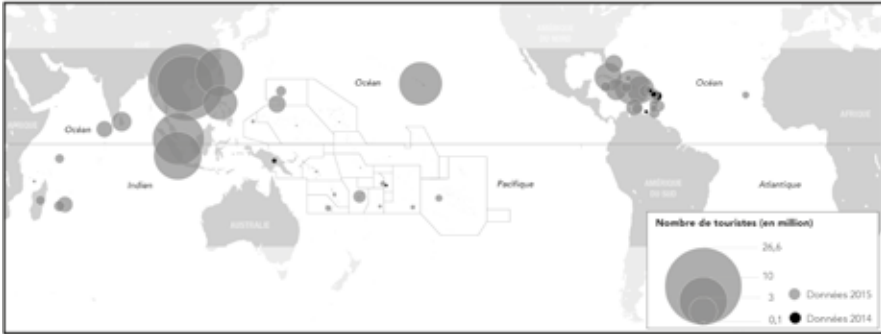 Océan
Océan
Océan
AFRIQUE
Indien
Pacifique
AMÉRIQUE
DU SUD
Atlantique
AUSTRALIE
Nombre de touristes (en million)
26,6
10
3
0,1
Données 2015
Données 2014